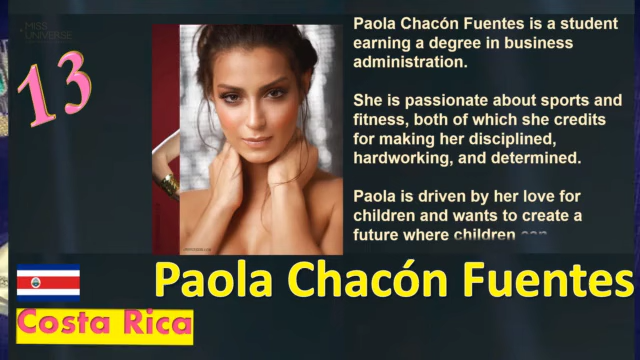 MISS
UNIVERSE
13
Paola Chacón Fuentes is a student
earning a degree in business
administration.
She is passionate about sports and
fitness, both of which she credits
for making her disciplined,
hardworking, and determined.
Paola is driven by her love for
children and wants to create a
future where children
Paola Chacón Fuentes
Costa Rica